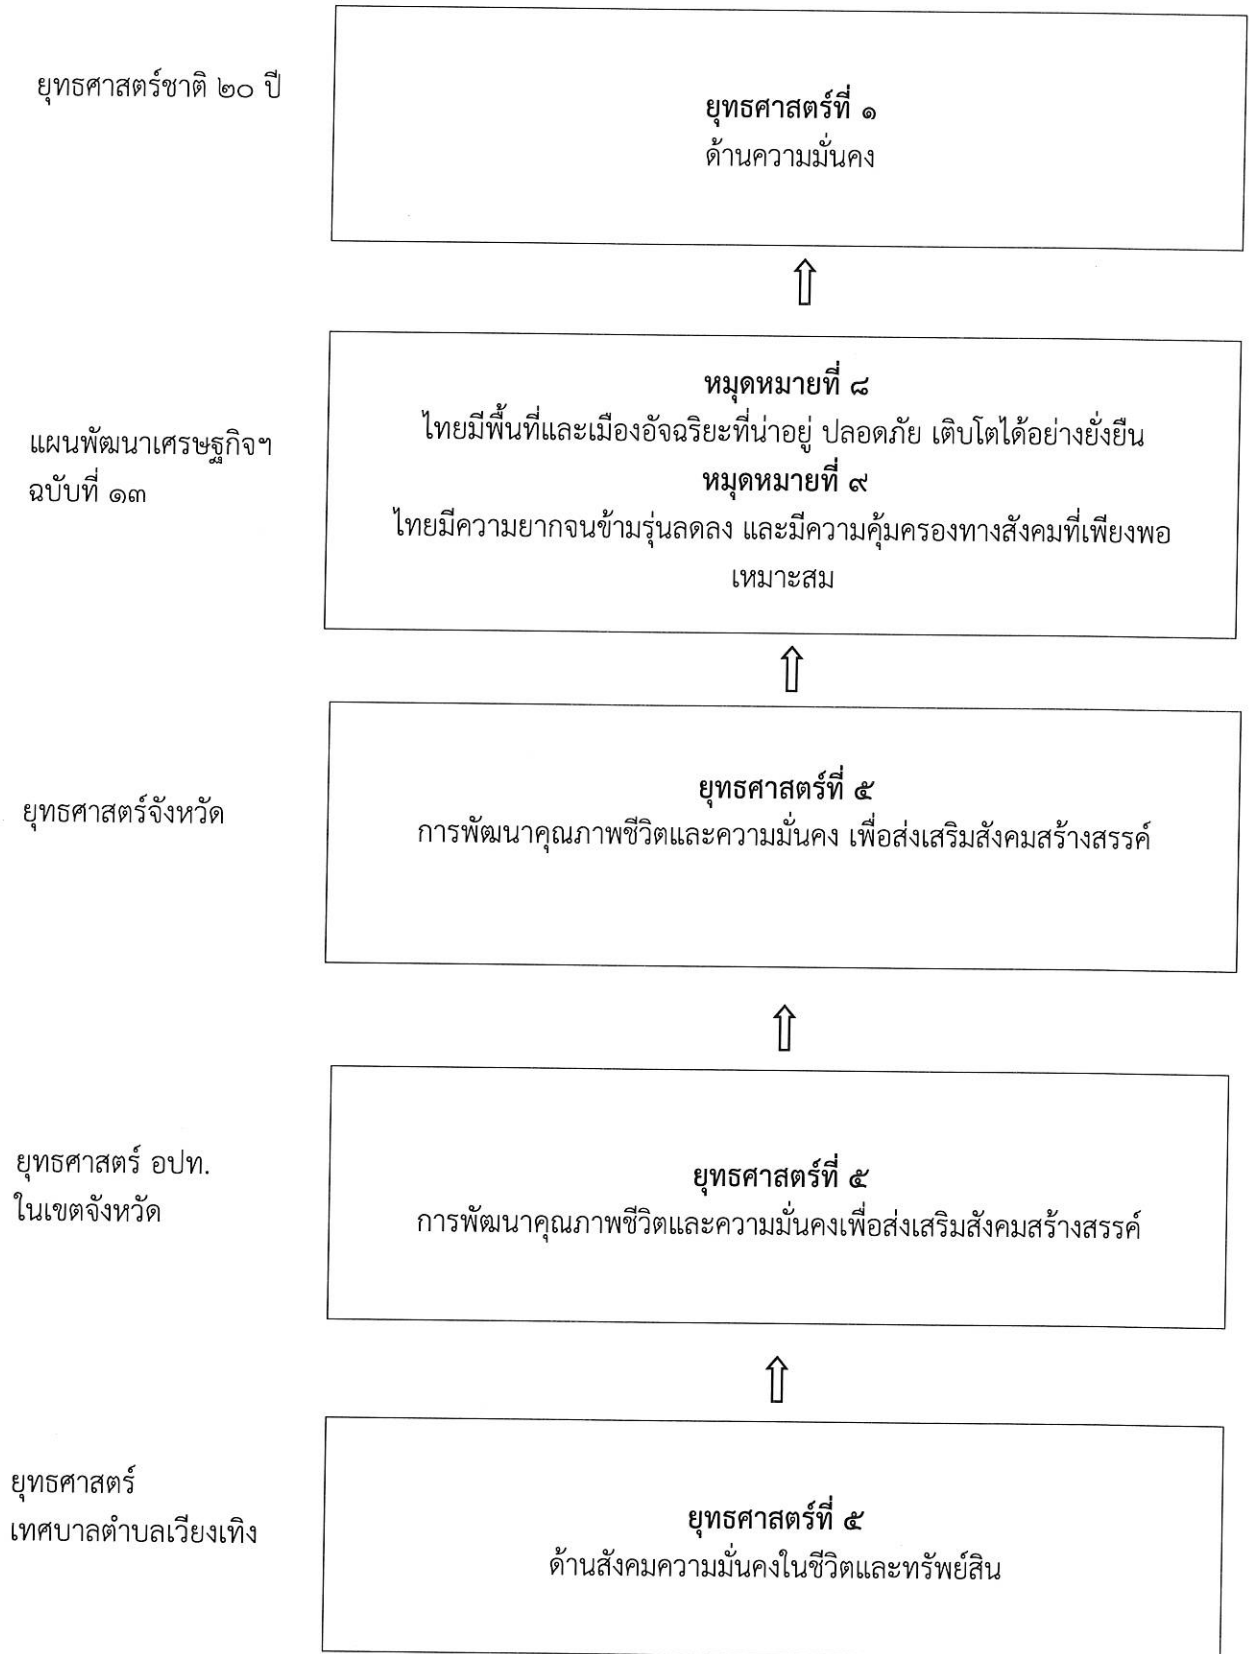 ยุทธศาสตร์ชาติ ๒๐ ปี
ยุทธศาสตร์ที่ ๑
ด้านความมั่นคง
แผนพัฒนาเศรษฐกิจฯ
ฉบับที่ ๑๓
หมุดหมายที่ ๘
ไทยมีพื้นที่และเมืองอัจฉริยะที่น่าอยู่ ปลอดภัย เติบโตได้อย่างยั่งยืน
หมุดหมายที่ ๙
ไทยมีความยากจนข้ามรุ่นลดลง และมีความคุ้มครองทางสังคมที่เพียงพอ
เหมาะสม
ยุทธศาสตร์จังหวัด
ยุทธศาสตร์ที่ ๕
การพัฒนาคุณภาพชีวิตและความมั่นคง เพื่อส่งเสริมสังคมสร้างสรรค์
ยุทธศาสตร์ อปท.
ในเขตจังหวัด
ยุทธศาสตร์ที่ ๕
การพัฒนาคุณภาพชีวิตและความมั่นคงเพื่อส่งเสริมสังคมสร้างสรรค์
ยุทธศาสตร์
เทศบาลตำบลเวียงเทิง
ยุทธศาสตร์ที่ ๕
ด้านสังคมความมั่นคงในชีวิตและทรัพย์สิน